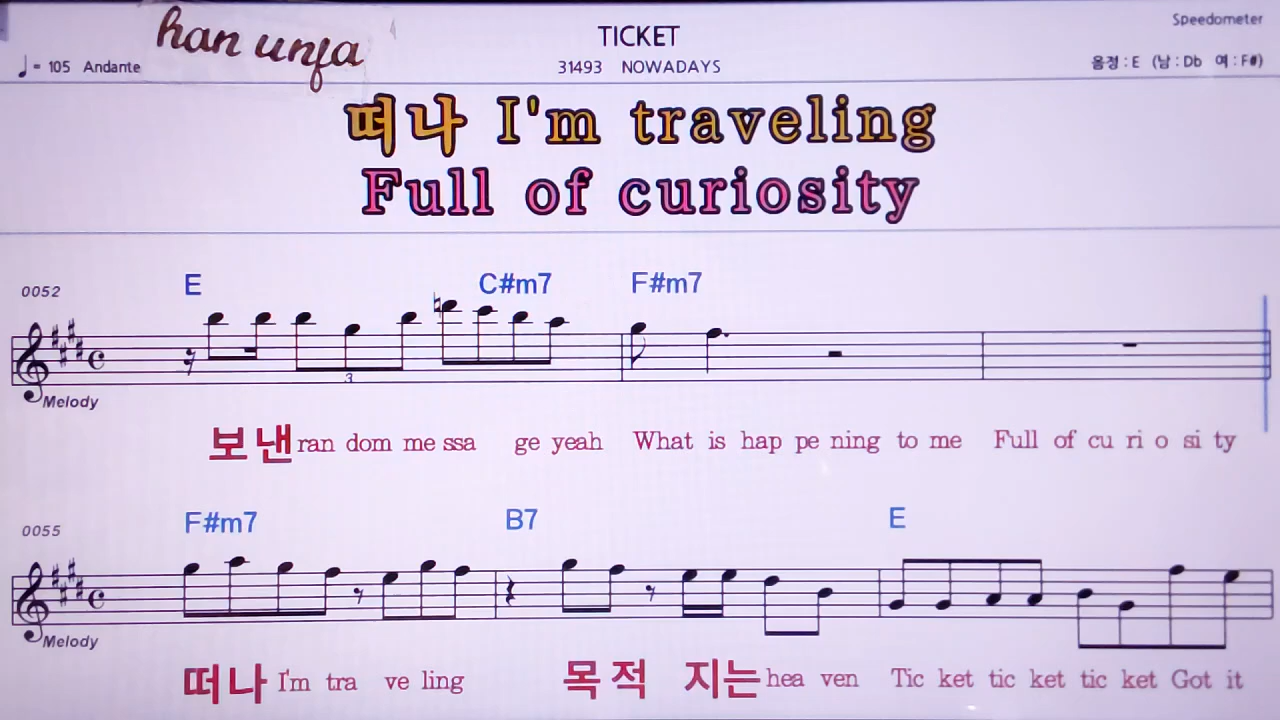 han unfa
TICKET
Speedometer
♩= 105 Andante
31493 NOWADAYS
음정 : E (남 : Db 여 : F#)
떠나 I'm traveling
Full of curiosity
0052
E C#m7 F#m7
3
Melody
보 낸 ran dom me ssa ge yeah What is hap pe ning to me Full of cu ri o si ty
0055
F#m7 B7 E
Melody
떠 나 I'm tra ve ling 목 적 지는 hea ven Tic ket tic ket tic ket Got it